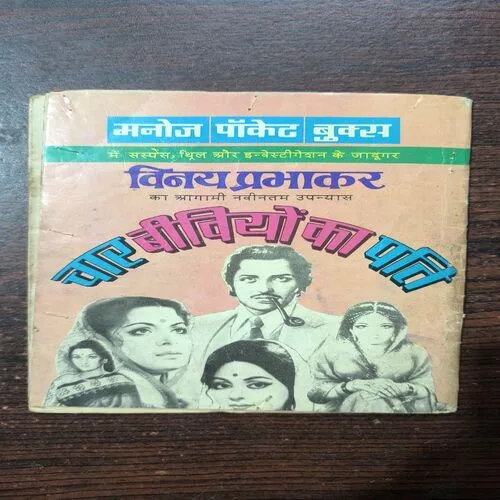 मनोज पॉकेट बुक्स
में सस्पेंस, थ्रिल और इन्वेस्टीगेशन के जादूगर
विनय प्रभाकर
का आगामी नवीनतम उपन्यास
चार बीवियों का पति